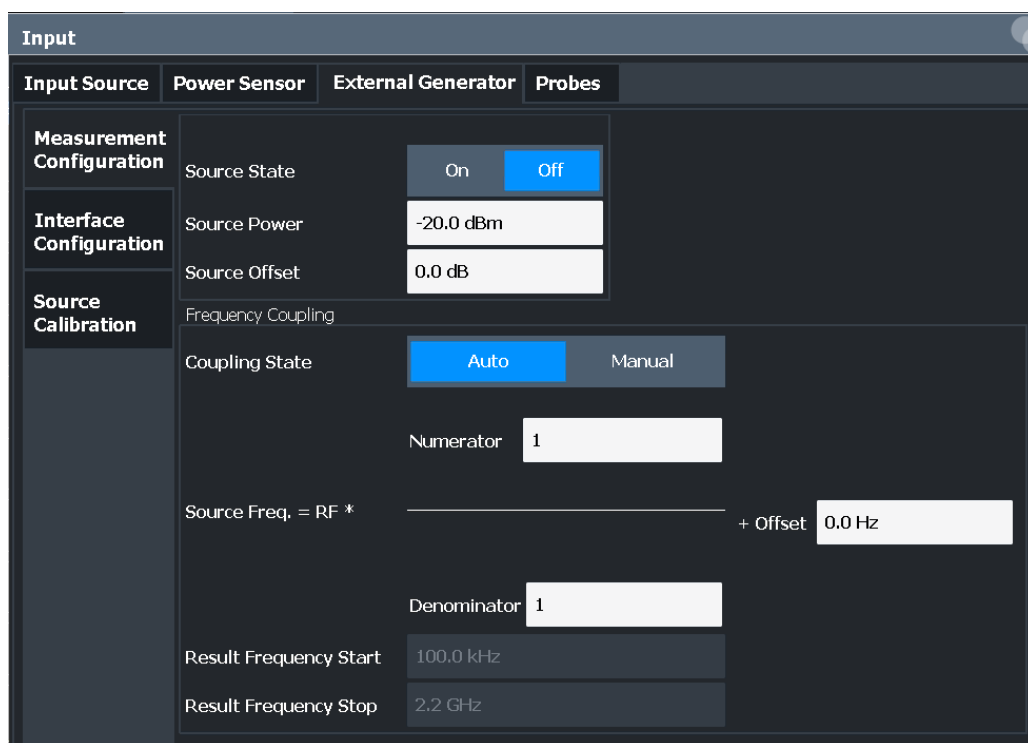 Input
Input Source Power Sensor External Generator Probes
Measurement
Configuration
Interface
Configuration
Source
Calibration
Source State On Off
Source Power -20.0 dBm
Source Offset 0.0 dB
Frequency Coupling
Coupling State Auto Manual
Numerator 1
Source Freq. = RF *
+ Offset 0.0 Hz
Denominator 1
Result Frequency Start 100.0 kHz
Result Frequency Stop 2.2 GHz